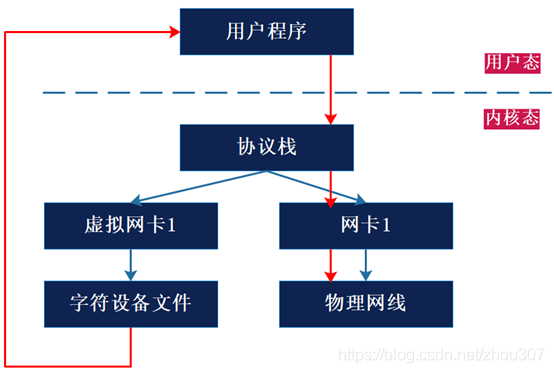 用户程序
用户态
内核态
协议栈
虚拟网卡1
网卡1
字符设备文件
物理网线
https://blog.csdn.net/zhou307